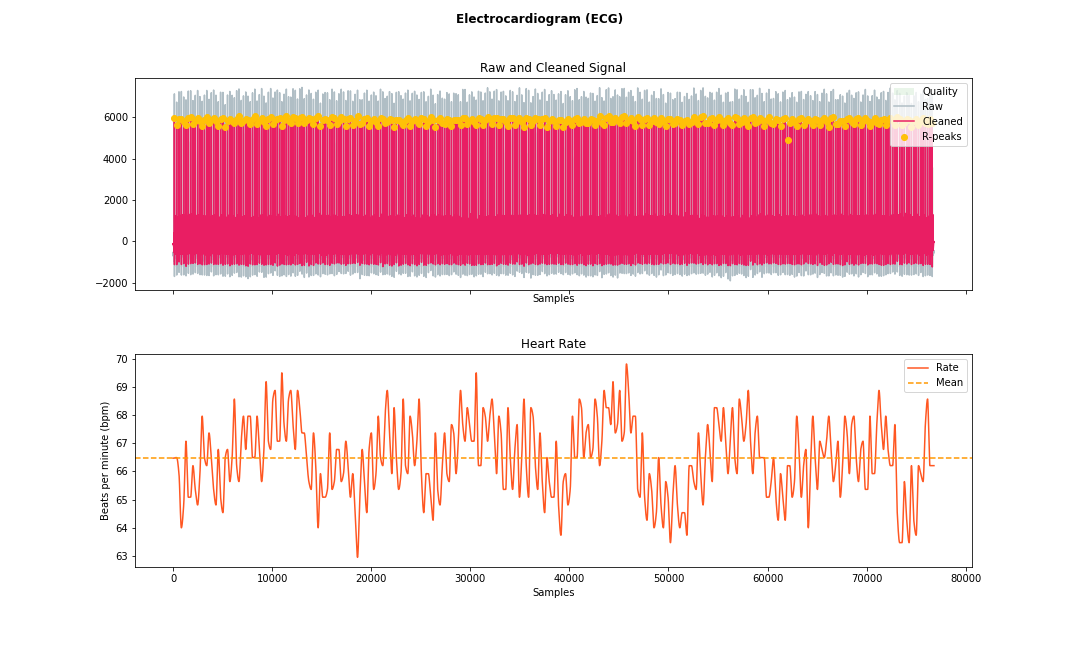 Electrocardiogram (ECG)
Raw and Cleaned Signal
6000
4000
2000
0
−2000
Quality
Raw
Cleaned
R-peaks
Samples
Heart Rate
Beats per minute (bpm)
70
69
68
67
66
65
64
63
Rate
Mean
0 10000 20000 30000 40000 50000 60000 70000 80000
Samples